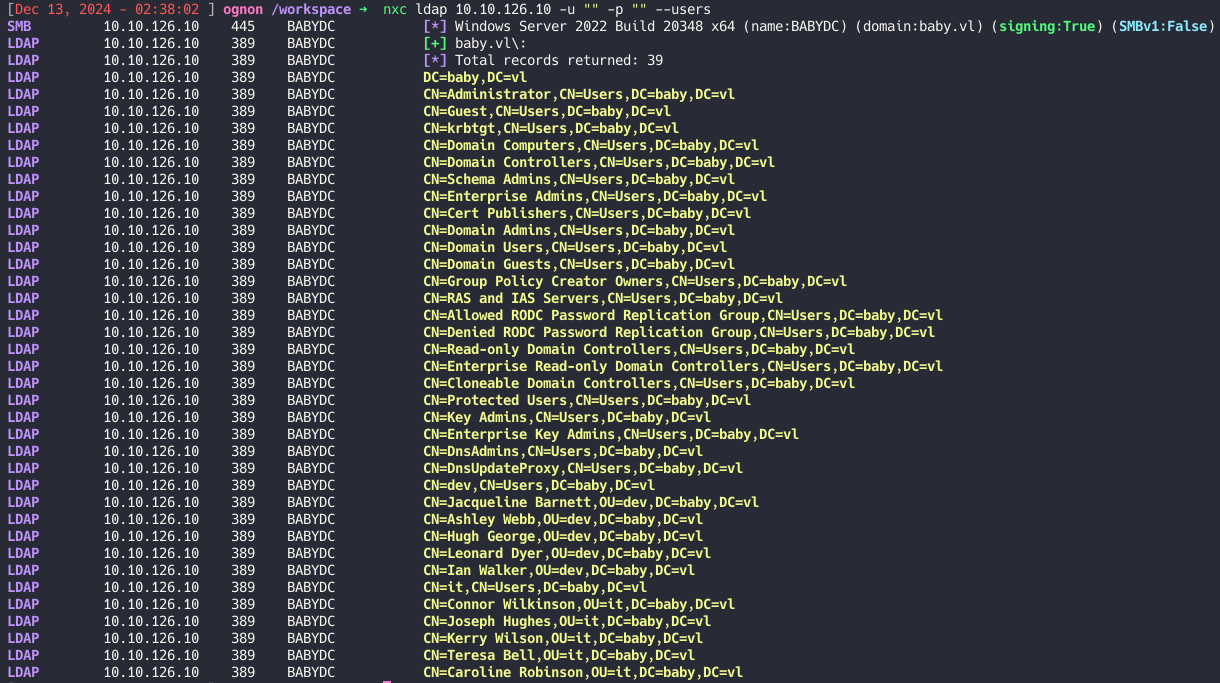 [Dec 13, 2024 - 02:38:02 ] ognon /workspace → nxc ldap 10.10.126.10 -u "" -p "" --users
SMB 10.10.126.10 445 BABYDC [*] Windows Server 2022 Build 20348 x64 (name:BABYDC) (domain:baby.vl) (signing:True) (SMBv1:False)
LDAP 10.10.126.10 389 BABYDC [+] baby.vl\:
LDAP 10.10.126.10 389 BABYDC [*] Total records returned: 39
LDAP 10.10.126.10 389 BABYDC DC=baby,DC=vl
LDAP 10.10.126.10 389 BABYDC CN=Administrator,CN=Users,DC=baby,DC=vl
LDAP 10.10.126.10 389 BABYDC CN=Guest,CN=Users,DC=baby,DC=vl
LDAP 10.10.126.10 389 BABYDC CN=krbtgt,CN=Users,DC=baby,DC=vl
LDAP 10.10.126.10 389 BABYDC CN=Domain Computers,CN=Users,DC=baby,DC=vl
LDAP 10.10.126.10 389 BABYDC CN=Domain Controllers,CN=Users,DC=baby,DC=vl
LDAP 10.10.126.10 389 BABYDC CN=Schema Admins,CN=Users,DC=baby,DC=vl
LDAP 10.10.126.10 389 BABYDC CN=Enterprise Admins,CN=Users,DC=baby,DC=vl
LDAP 10.10.126.10 389 BABYDC CN=Cert Publishers,CN=Users,DC=baby,DC=vl
LDAP 10.10.126.10 389 BABYDC CN=Domain Admins,CN=Users,DC=baby,DC=vl
LDAP 10.10.126.10 389 BABYDC CN=Domain Users,CN=Users,DC=baby,DC=vl
LDAP 10.10.126.10 389 BABYDC CN=Domain Guests,CN=Users,DC=baby,DC=vl
LDAP 10.10.126.10 389 BABYDC CN=Group Policy Creator Owners,CN=Users,DC=baby,DC=vl
LDAP 10.10.126.10 389 BABYDC CN=RAS and IAS Servers,CN=Users,DC=baby,DC=vl
LDAP 10.10.126.10 389 BABYDC CN=Allowed RODC Password Replication Group,CN=Users,DC=baby,DC=vl
LDAP 10.10.126.10 389 BABYDC CN=Denied RODC Password Replication Group,CN=Users,DC=baby,DC=vl
LDAP 10.10.126.10 389 BABYDC CN=Read-only Domain Controllers,CN=Users,DC=baby,DC=vl
LDAP 10.10.126.10 389 BABYDC CN=Enterprise Read-only Domain Controllers,CN=Users,DC=baby,DC=vl
LDAP 10.10.126.10 389 BABYDC CN=Cloneable Domain Controllers,CN=Users,DC=baby,DC=vl
LDAP 10.10.126.10 389 BABYDC CN=Protected Users,CN=Users,DC=baby,DC=vl
LDAP 10.10.126.10 389 BABYDC CN=Key Admins,CN=Users,DC=baby,DC=vl
LDAP 10.10.126.10 389 BABYDC CN=Enterprise Key Admins,CN=Users,DC=baby,DC=vl
LDAP 10.10.126.10 389 BABYDC CN=DnsAdmins,CN=Users,DC=baby,DC=vl
LDAP 10.10.126.10 389 BABYDC CN=DnsUpdateProxy,CN=Users,DC=baby,DC=vl
LDAP 10.10.126.10 389 BABYDC CN=dev,CN=Users,DC=baby,DC=vl
LDAP 10.10.126.10 389 BABYDC CN=Jacqueline Barnett,OU=dev,DC=baby,DC=vl
LDAP 10.10.126.10 389 BABYDC CN=Ashley Webb,OU=dev,DC=baby,DC=vl
LDAP 10.10.126.10 389 BABYDC CN=Hugh George,OU=dev,DC=baby,DC=vl
LDAP 10.10.126.10 389 BABYDC CN=Leonard Dyer,OU=dev,DC=baby,DC=vl
LDAP 10.10.126.10 389 BABYDC CN=Ian Walker,OU=dev,DC=baby,DC=vl
LDAP 10.10.126.10 389 BABYDC CN=it,CN=Users,DC=baby,DC=vl
LDAP 10.10.126.10 389 BABYDC CN=Connor Wilkinson,OU=it,DC=baby,DC=vl
LDAP 10.10.126.10 389 BABYDC CN=Joseph Hughes,OU=it,DC=baby,DC=vl
LDAP 10.10.126.10 389 BABYDC CN=Kerry Wilson,OU=it,DC=baby,DC=vl
LDAP 10.10.126.10 389 BABYDC CN=Teresa Bell,OU=it,DC=baby,DC=vl
LDAP 10.10.126.10 389 BABYDC CN=Caroline Robinson,OU=it,DC=baby,DC=vl